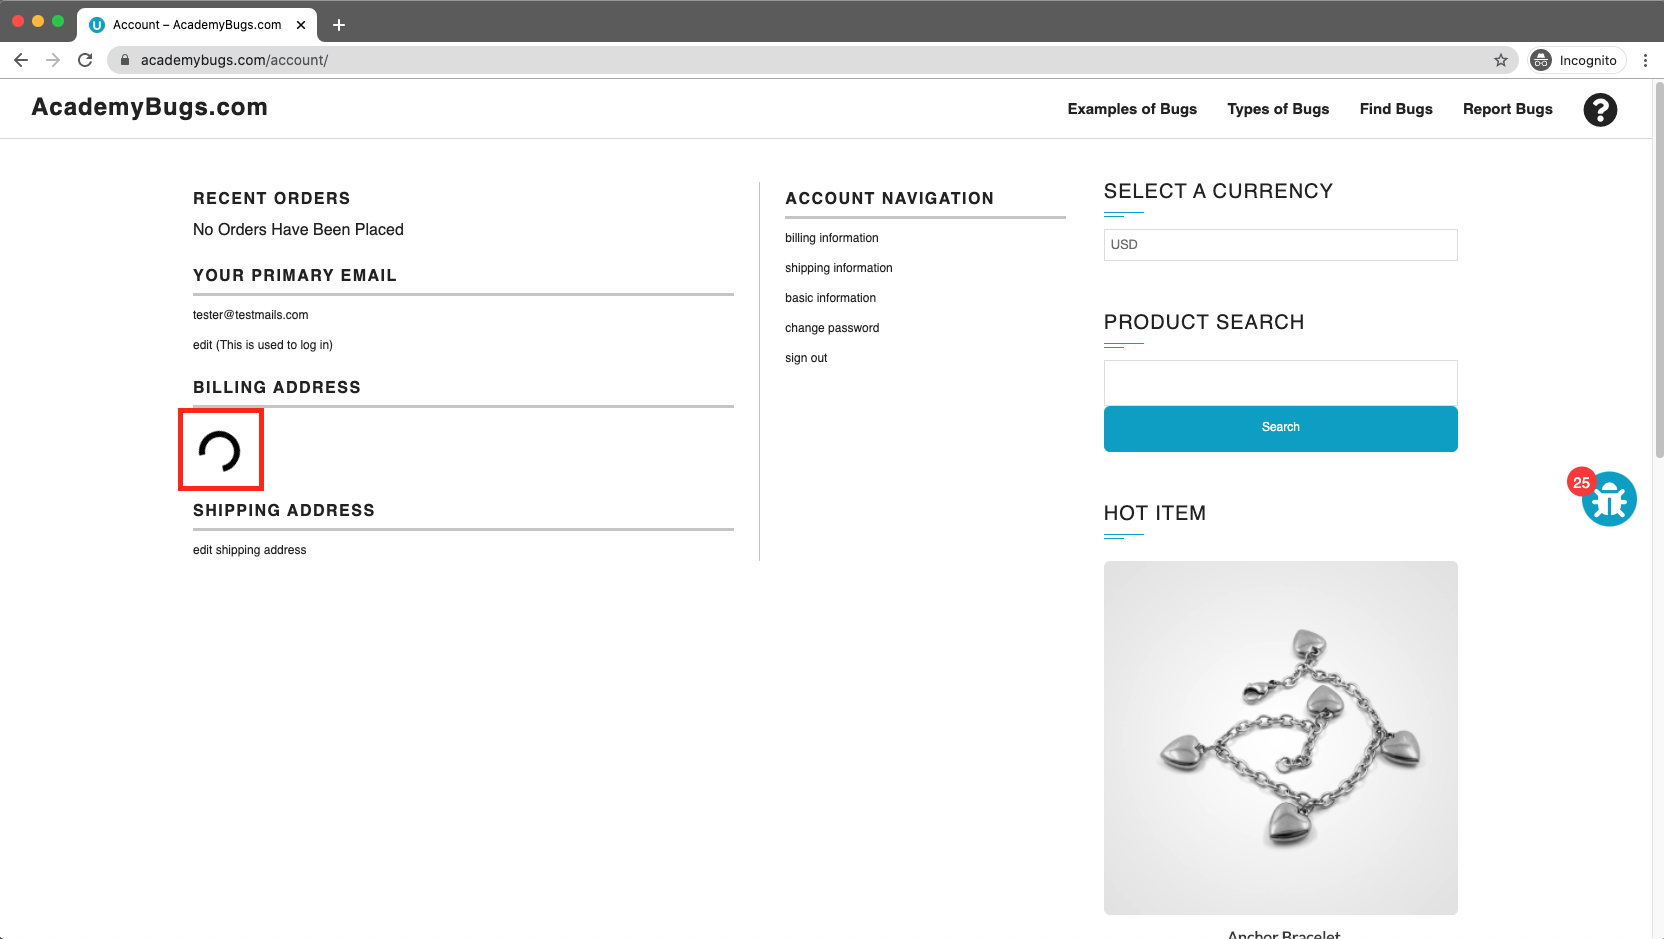 Account – AcademyBugs.com
academybugs.com/account/
Incognito
AcademyBugs.com
Examples of Bugs
Types of Bugs
Find Bugs
Report Bugs
?
RECENT ORDERS
No Orders Have Been Placed
YOUR PRIMARY EMAIL
tester@testmails.com
edit (This is used to log in)
BILLING ADDRESS
SHIPPING ADDRESS
edit shipping address
ACCOUNT NAVIGATION
billing information
shipping information
basic information
change password
sign out
SELECT A CURRENCY
USD
PRODUCT SEARCH
Search
25
HOT ITEM
Anchor Bracelet